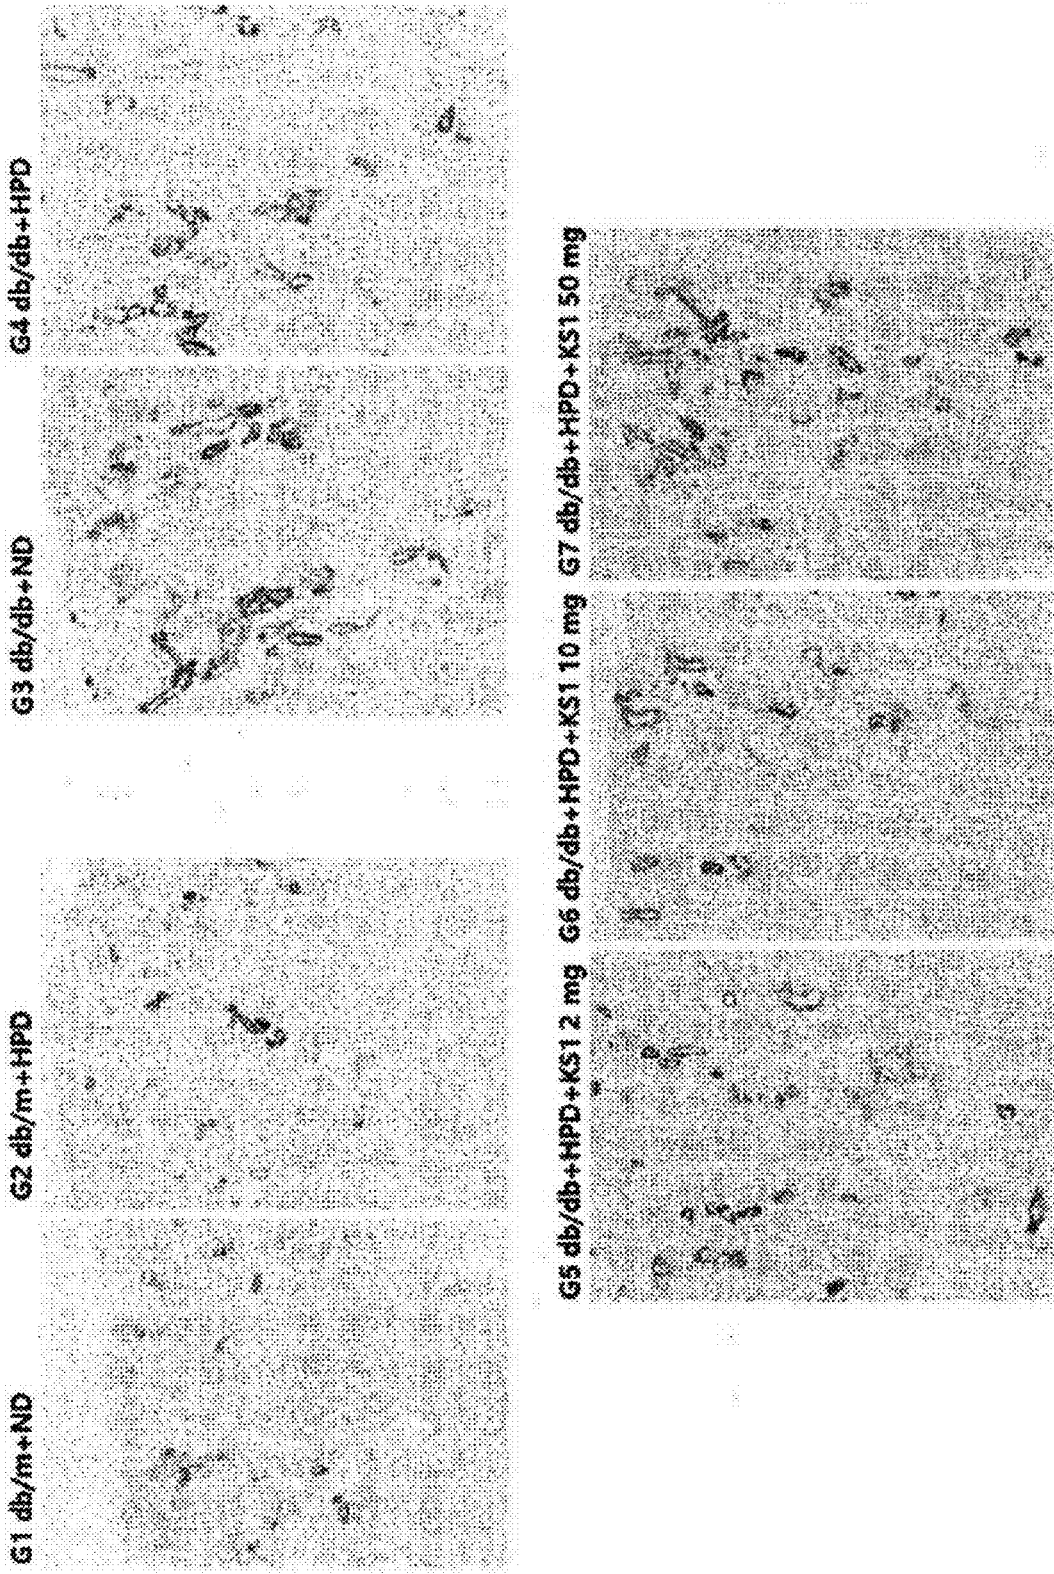 G1 db/m+ND
G2 db/m+HPD
G3 db/db+ND
G4 db/db+HPD
G5 db/db+HPD+KS1 2 mg
G6 db/db+HPD+KS1 10 mg
G7 db/db+HPD+KS1 50 mg